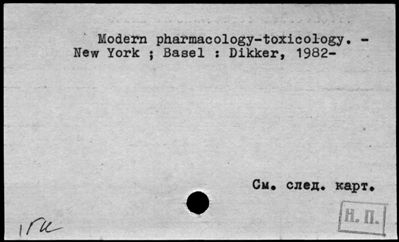 Modern pharmacology-toxicology. -
New York ; Basel : Dikker, 1982-
См. след. карт.
Н. П.